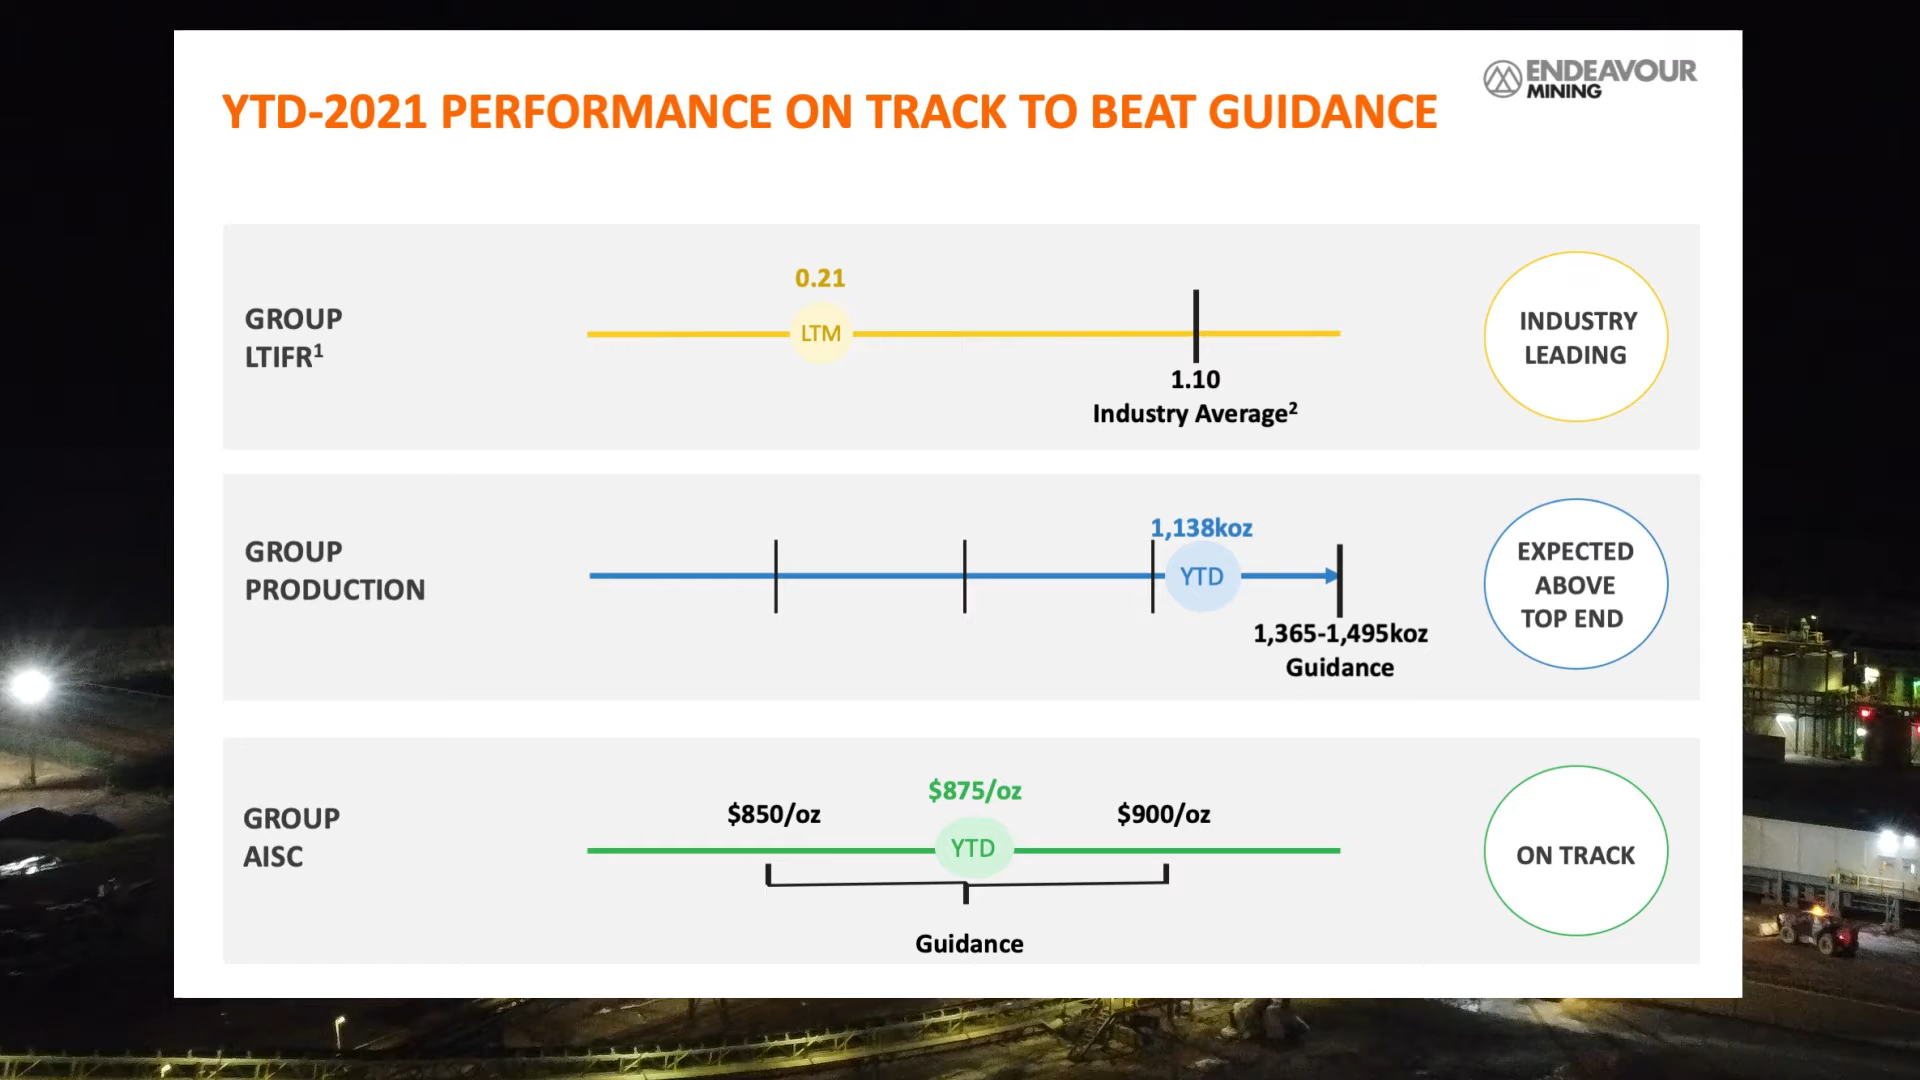 ENDEAVOUR
MINING
YTD-2021 PERFORMANCE ON TRACK TO BEAT GUIDANCE
GROUP
LTIFR¹
0.21
LTM
1.10
Industry Average²
INDUSTRY
LEADING
GROUP
PRODUCTION
1,138koz
YTD
1,365-1,495koz
Guidance
EXPECTED
ABOVE
TOP END
GROUP
AISC
$850/oz
$875/oz
$900/oz
YTD
Guidance
ON TRACK